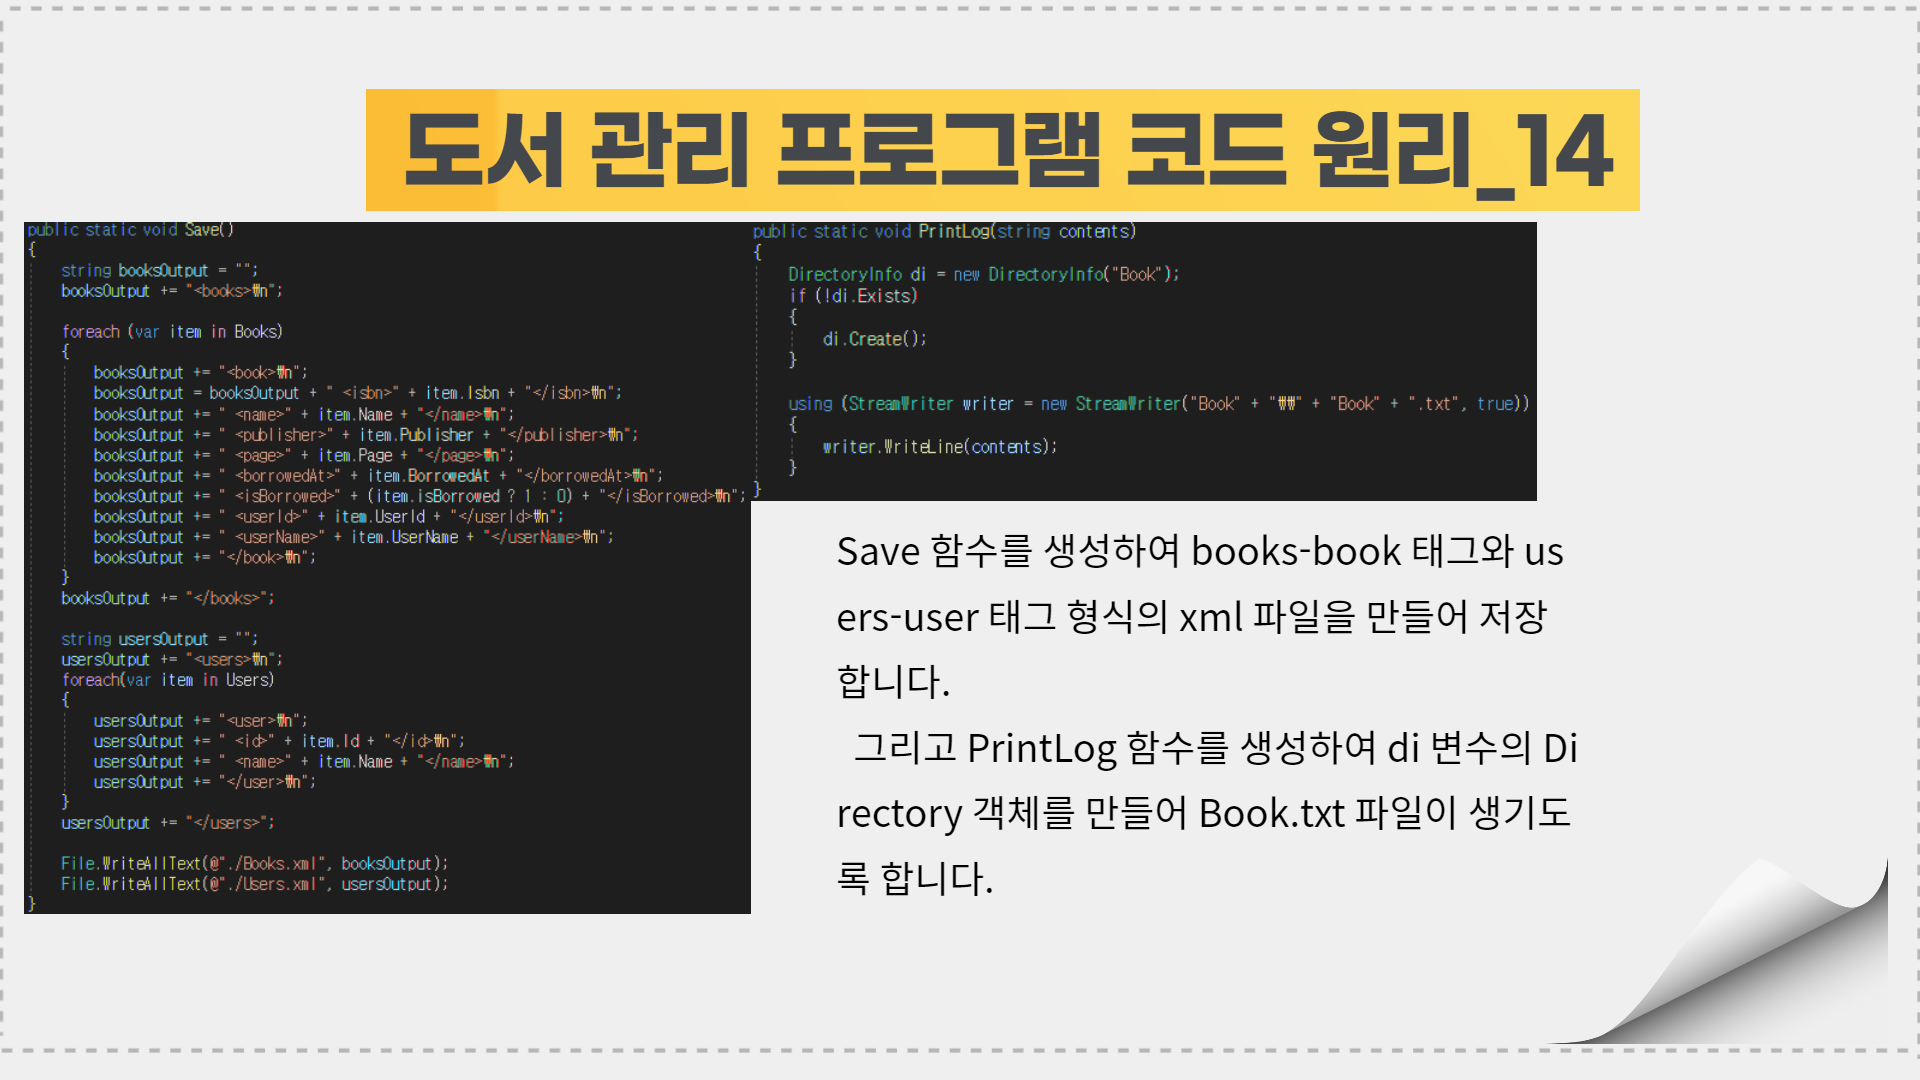 도서 관리 프로그램 코드 원리_14
public static void Save()
{
string booksOutput = "";
booksOutput += "<books>₩n";
foreach (var item in Books)
{
booksOutput += "<book>₩n";
booksOutput = booksOutput + " <isbn>" + item.Isbn + "</isbn>₩n";
booksOutput += " <name>" + item.Name + "</name>₩n";
booksOutput += " <publisher>" + item.Publisher + "</publisher>₩n";
booksOutput += " <page>" + item.Page + "</page>₩n";
booksOutput += " <borrowedAt>" + item.BorrowedAt + "</borrowedAt>₩n";
booksOutput += " <isBorrowed>" + (item.isBorrowed ? 1 : 0) + "</isBorrowed>₩n";
booksOutput += " <userId>" + item.UserId + "</userId>₩n";
booksOutput += " <userName>" + item.UserName + "</userName>₩n";
booksOutput += "</book>₩n";
}
booksOutput += "</books>";
string usersOutput = "";
usersOutput += "<users>₩n";
foreach(var item in Users)
{
usersOutput += "<user>₩n";
usersOutput += " <id>" + item.Id + "</id>₩n";
usersOutput += " <name>" + item.Name + "</name>₩n";
usersOutput += "</user>₩n";
}
usersOutput += "</users>";
File.WriteAllText(@"./Books.xml", booksOutput);
File.WriteAllText(@"./Users.xml", usersOutput);
}
public static void PrintLog(string contents)
{
DirectoryInfo di = new DirectoryInfo("Book");
if (!di.Exists)
{
di.Create();
}
using (StreamWriter writer = new StreamWriter("Book" + "₩₩" + "Book" + ".txt", true))
{
writer.WriteLine(contents);
}
}
Save 함수를 생성하여 books-book 태그와 us
ers-user 태그 형식의 xml 파일을 만들어 저장
합니다.
그리고 PrintLog 함수를 생성하여 di 변수의 Di
rectory 객체를 만들어 Book.txt 파일이 생기도
록 합니다.